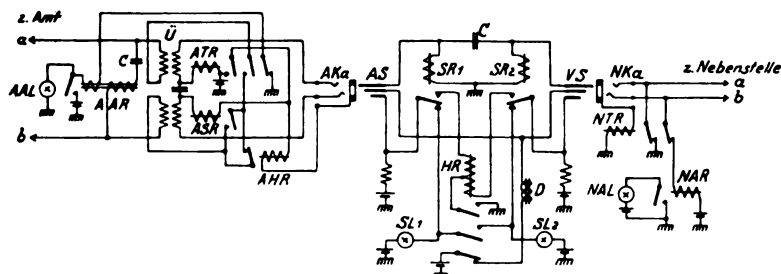 z. Amt
a
b
AAL
AAR
C
Ü
ATR
ASR
AHR
AKa
AS
C
SR1
SR2
HR
D
SL1
SL2
VS
NKa
z. Nebenstelle
a
b
NTR
NAL
NAR